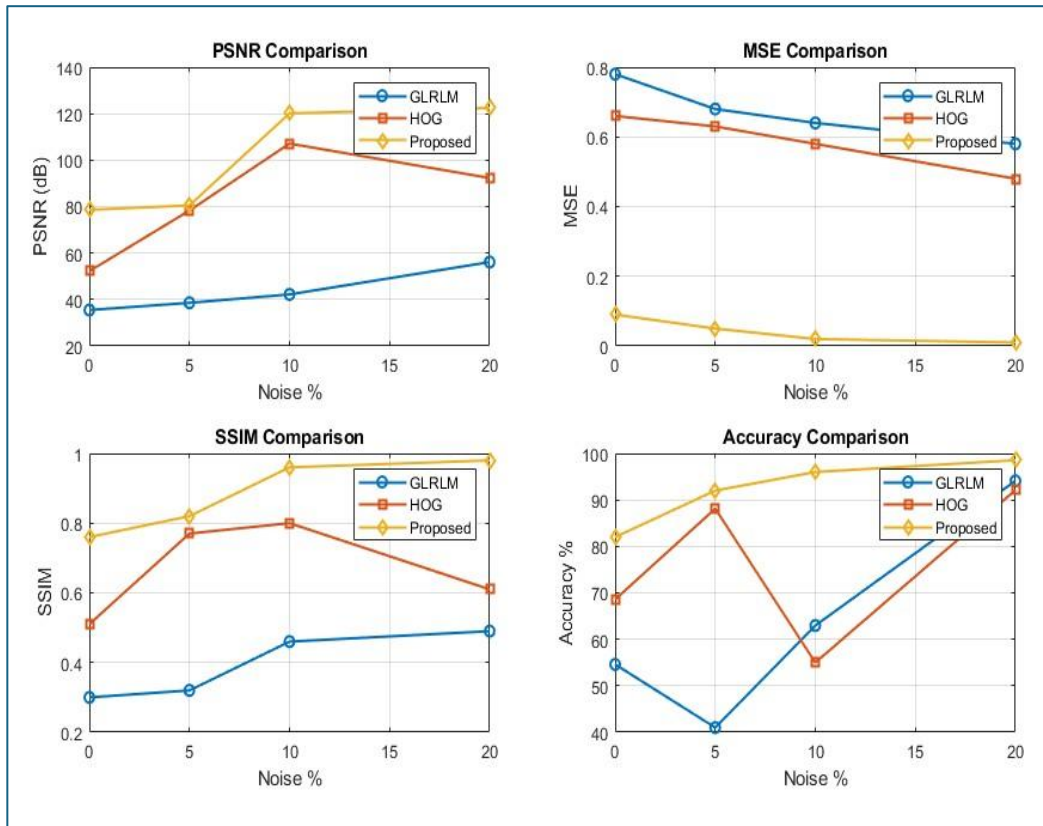 PSNR Comparison
140
120
100
80
60
40
20
PSNR (dB)
0 5 10 15 20
Noise %
GLRLM
HOG
Proposed
MSE Comparison
0.8
0.6
0.4
0.2
0
MSE
0 5 10 15 20
Noise %
GLRLM
HOG
Proposed
SSIM Comparison
1
0.8
0.6
0.4
0.2
SSIM
0 5 10 15 20
Noise %
GLRLM
HOG
Proposed
Accuracy Comparison
100
90
80
70
60
50
40
Accuracy %
0 5 10 15 20
Noise %
GLRLM
HOG
Proposed